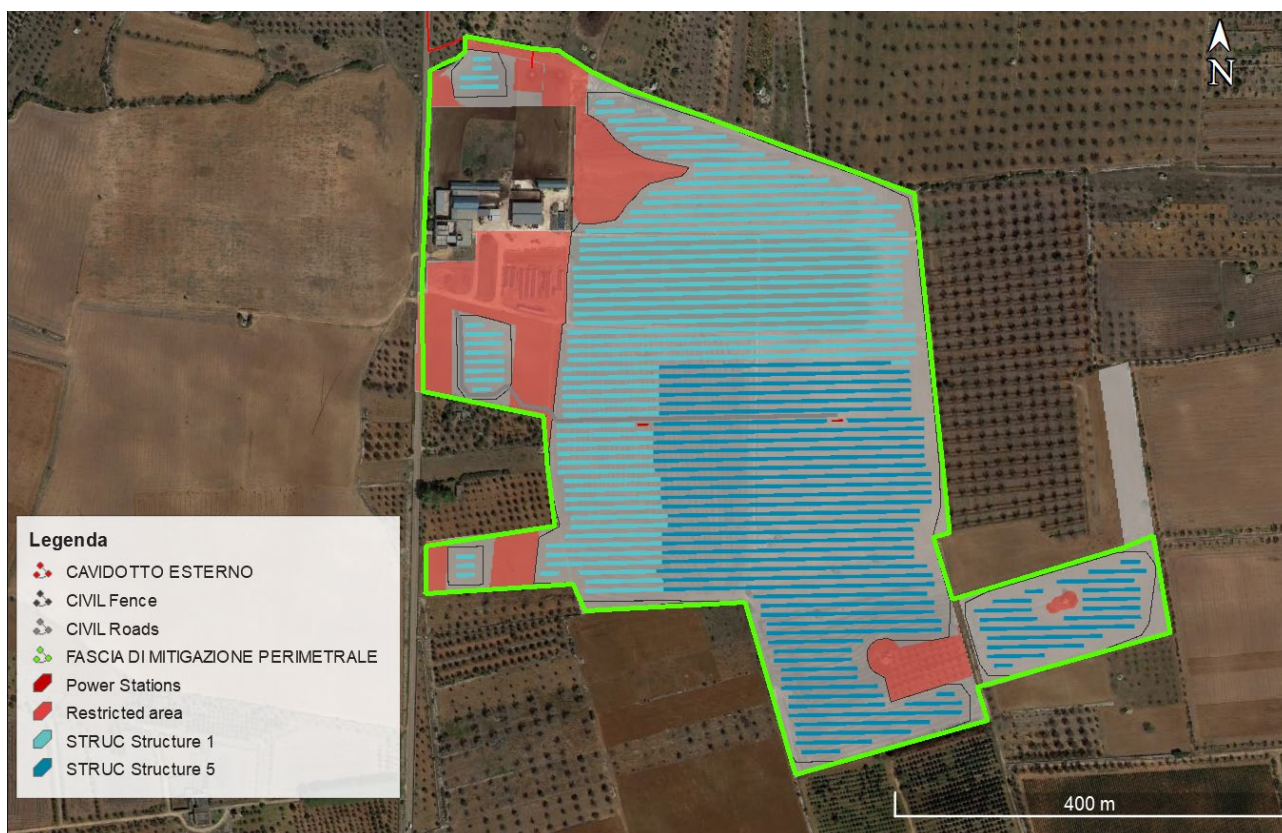 N
Legenda
CAVIDOTTO ESTERNO
CIVIL Fence
CIVIL Roads
FASCIA DI MITIGAZIONE PERIMETRALE
Power Stations
Restricted area
STRUC Structure 1
STRUC Structure 5
400 m